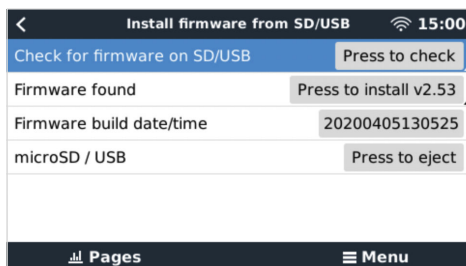 Install firmware from SD/USB 15:00
Check for firmware on SD/USB Press to check
Firmware found Press to install v2.53
Firmware build date/time 20200405130525
microSD / USB Press to eject
Pages Menu